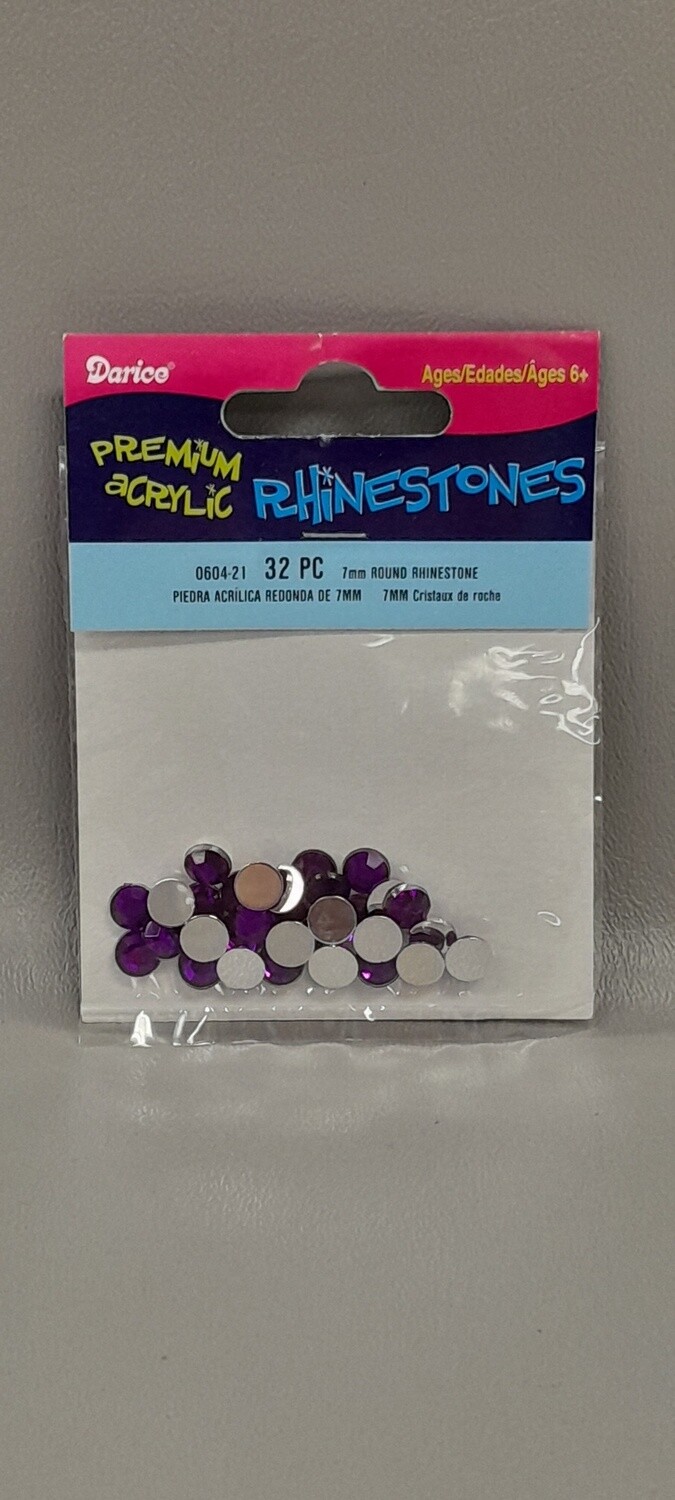 Darice®
Ages/Edades/Âges 6+
PREMiUM
aCRYLiC
RHiNESTONES
0604-21 32 PC 7mm ROUND RHINESTONE
PIEDRA ACRÍLICA REDONDA DE 7MM 7MM Cristaux de roche